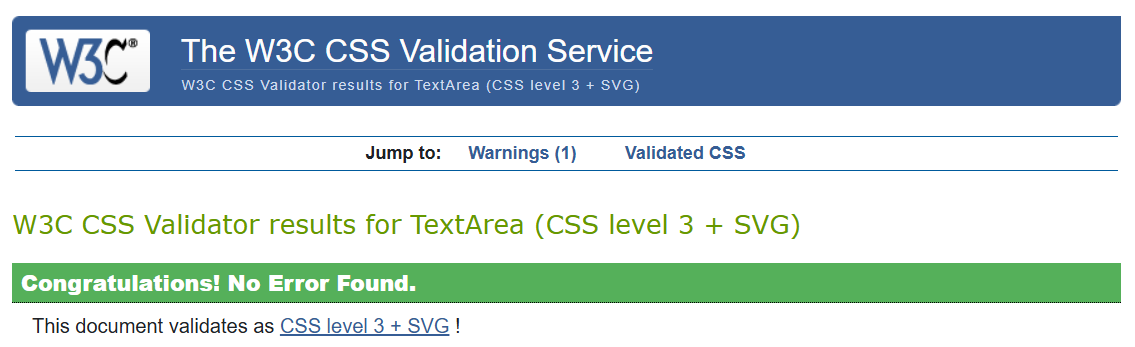 W3C®
The W3C CSS Validation Service
W3C CSS Validator results for TextArea (CSS level 3 + SVG)
Jump to: Warnings (1) Validated CSS
W3C CSS Validator results for TextArea (CSS level 3 + SVG)
Congratulations! No Error Found.
This document validates as CSS level 3 + SVG !